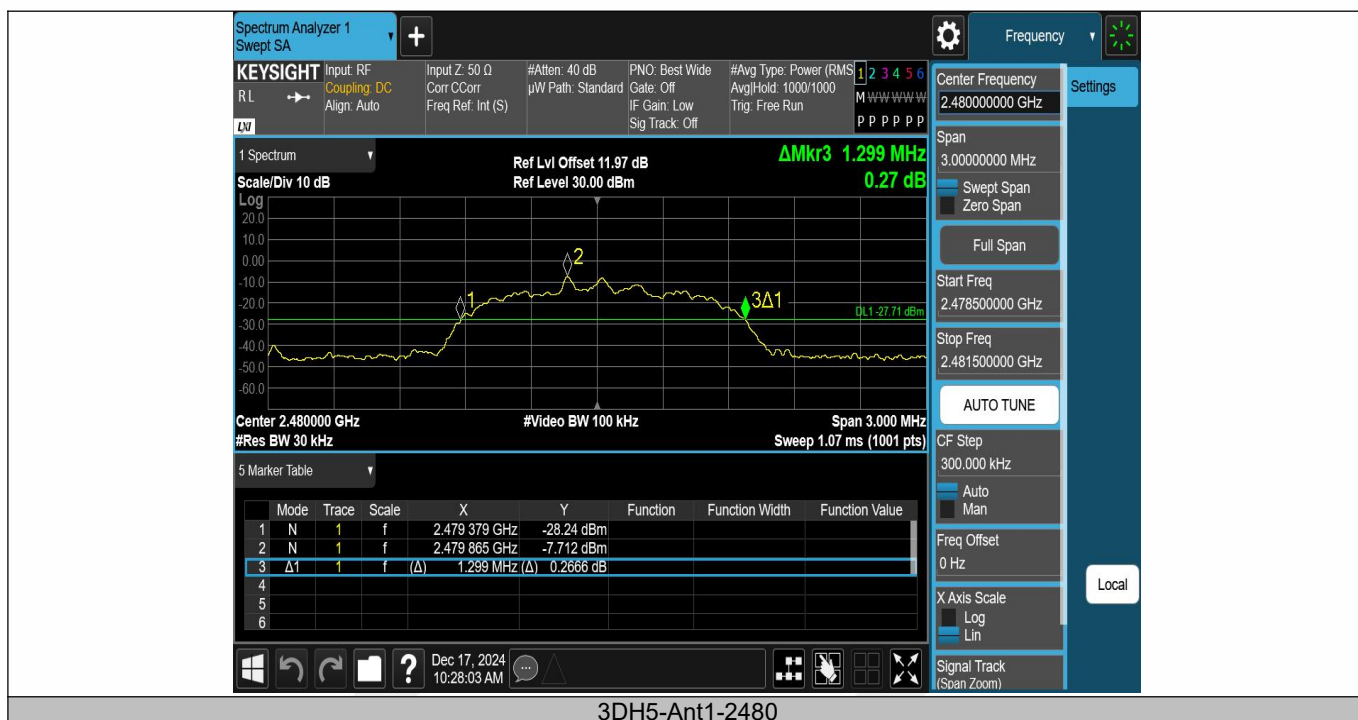 Spectrum Analyzer 1
Swept SA
+
Frequency
KEYSIGHT
RL
LXI
Input: RF
Coupling: DC
Align: Auto
Input Z: 50 Ω
Corr CCorr
Freq Ref: Int (S)
#Atten: 40 dB
µW Path: Standard
PNO: Best Wide
Gate: Off
IF Gain: Low
Sig Track: Off
#Avg Type: Power (RMS
Avg|Hold: 1000/1000
Trig: Free Run
1 2 3 4 5 6
M W W W W W
P P P P P P
1 Spectrum
Scale/Div 10 dB
Ref Lvl Offset 11.97 dB
Ref Level 30.00 dBm
ΔMkr3 1.299 MHz
0.27 dB
Log
20.0
10.0
0.00
-10.0
-20.0
-30.0
-40.0
-50.0
-60.0
1
2
3Δ1
DL1 -27.71 dBm
Center 2.480000 GHz
#Video BW 100 kHz
Span 3.000 MHz
#Res BW 30 kHz
Sweep 1.07 ms (1001 pts)
5 Marker Table
Mode Trace Scale X Y Function Function Width Function Value
1 N 1 f 2.479 379 GHz -28.24 dBm
2 N 1 f 2.479 865 GHz -7.712 dBm
3 Δ1 1 f (Δ) 1.299 MHz (Δ) 0.2666 dB
4
5
6
?
Dec 17, 2024
10:28:03 AM
Center Frequency
2.480000000 GHz
Settings
Span
3.00000000 MHz
Swept Span
Zero Span
Full Span
Start Freq
2.478500000 GHz
Stop Freq
2.481500000 GHz
AUTO TUNE
CF Step
300.000 kHz
Auto
Man
Freq Offset
0 Hz
X Axis Scale
Log
Lin
Local
Signal Track
(Span Zoom)
3DH5-Ant1-2480